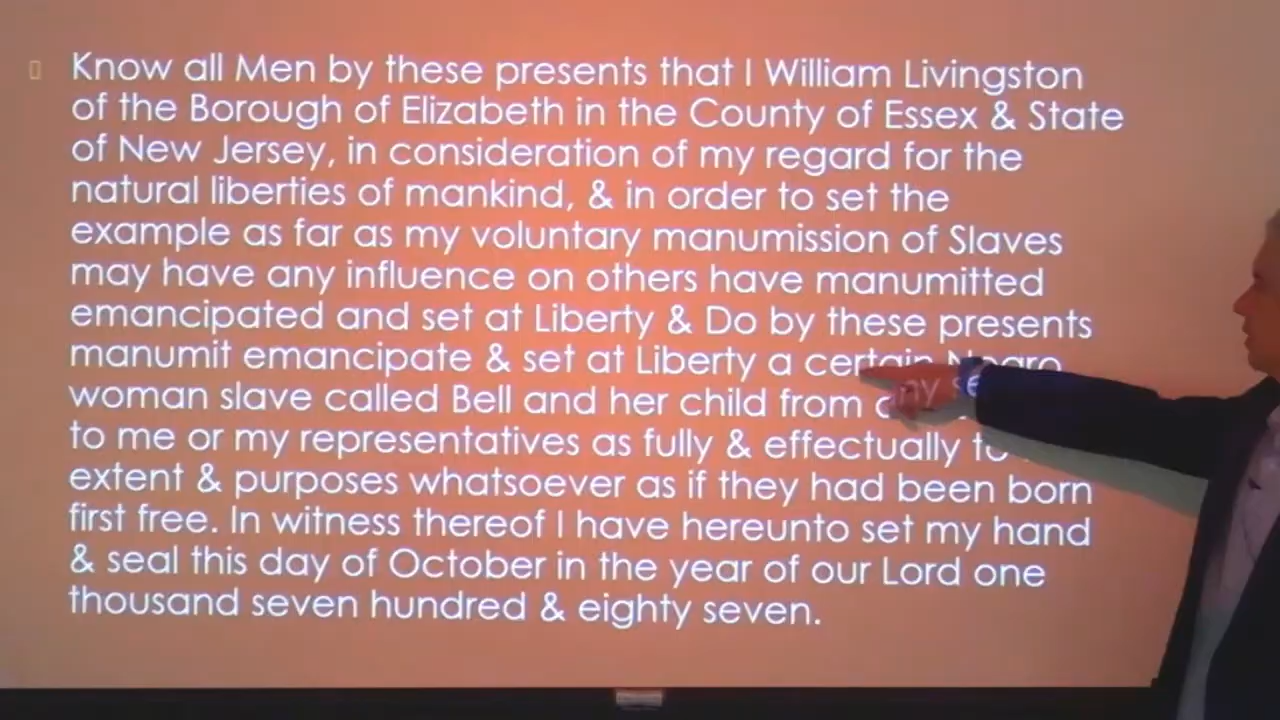 Know all Men by these presents that I William Livingston
of the Borough of Elizabeth in the County of Essex & State
of New Jersey, in consideration of my regard for the
natural liberties of mankind, & in order to set the
example as far as my voluntary manumission of Slaves
may have any influence on others have manumitted
emancipated and set at Liberty & Do by these presents
manumit emancipate & set at Liberty a certain Negro
woman slave called Bell and her child from
to me or my representatives as fully & effectually to
extent & purposes whatsoever as if they had been born
first free. In witness thereof I have hereunto set my hand
& seal this day of October in the year of our Lord one
thousand seven hundred & eighty seven.